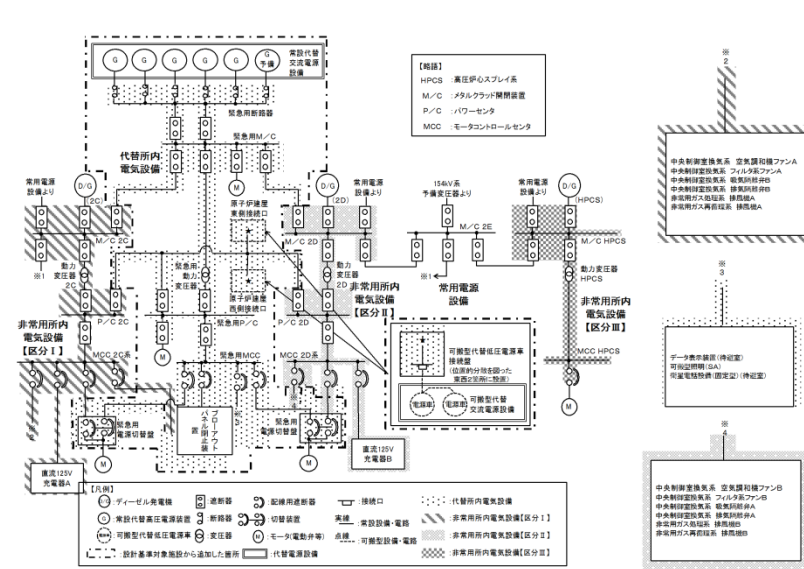 G
G
G
G
G
G
予備
常設代替
交流電源
設備
緊急用断路器
緊急用M/C
代替所内
電気設備
【略語】
HPCS :高圧炉心スプレイ系
M/C :メタルクラッド開閉装置
P/C :パワーセンタ
MCC :モータコントロールセンタ
常用電源
設備より
D/G
(2C)
M
原子炉建屋
東側接続口
D/G
(2D)
常用電源
設備より
154kV系
予備変圧器より
常用電源
設備より
D/G
(HPCS)
M/C 2C
M/C 2D
M/C 2E
M/C HPCS
※1
動力
変圧器
2C
緊急用
動力
変圧器
原子炉建屋
西側接続口
動力
変圧器
2D
※1
常用電源
設備
動力変圧器
HPCS
非常用所内
電気設備
【区分Ⅱ】
非常用所内
電気設備
【区分Ⅲ】
P/C 2C
緊急用P/C
P/C 2D
非常用所内
電気設備
【区分Ⅰ】
M
MCC 2C系
緊急用MCC
MCC 2D系
MCC HPCS
可搬型代替低圧電源車
接続盤
(位置的分散を図った
東西2箇所に設置)
電源車
電源車
可搬型代替
交流電源設備
※2
※3
※4
緊急用
電源切替盤
ブローアウト
パネル閉止装
置
緊急用
電源切替盤
M
M
M
直流125V
充電器A
直流125V
充電器B
【凡例】
D/G :ディーゼル発電機
遮断器
:配線用遮断器
:接続口
:代替所内電気設備
G :常設代替高圧電源装置
:断路器
:切替装置
実線 :常設設備・電路
:非常用所内電気設備【区分Ⅰ】
電源車 :可搬型代替低圧電源車
:変圧器
M :モータ(電動弁等)
点線 :可搬型設備・電路
:非常用所内電気設備【区分Ⅱ】
:設計基準対象施設から追加した箇所
:代替電源設備
:非常用所内電気設備【区分Ⅲ】
※
2
中央制御室換気系 空気調和機ファンA
中央制御室換気系 フィルタ系ファンA
中央制御室換気系 吸気隔離弁B
中央制御室換気系 排気隔離弁B
非常用ガス処理系 排風機A
非常用ガス再循環系 排風機A
※
3
データ表示装置(待避室)
可搬型照明(SA)
衛星電話設備(固定型)(待避室)
※
4
中央制御室換気系 空気調和機ファンB
中央制御室換気系 フィルタ系ファンB
中央制御室換気系 吸気隔離弁A
中央制御室換気系 排気隔離弁A
非常用ガス処理系 排風機B
非常用ガス再循環系 排風機B